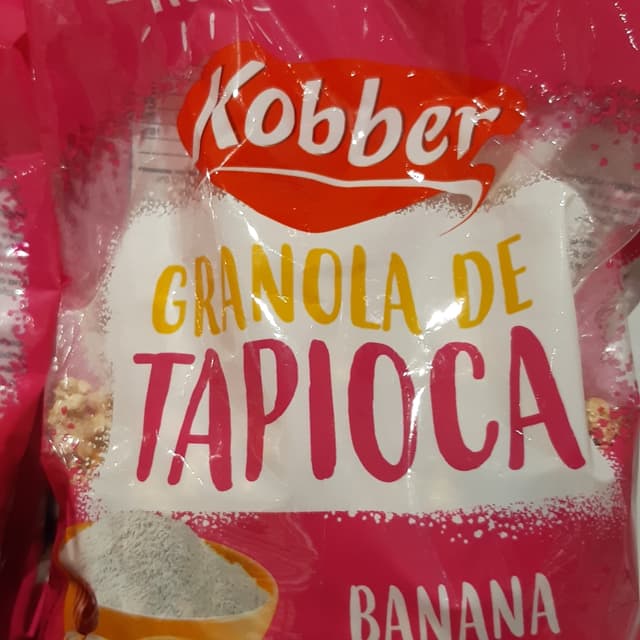 Kobber
GRANOLA DE
TAPIOCA
BANANA